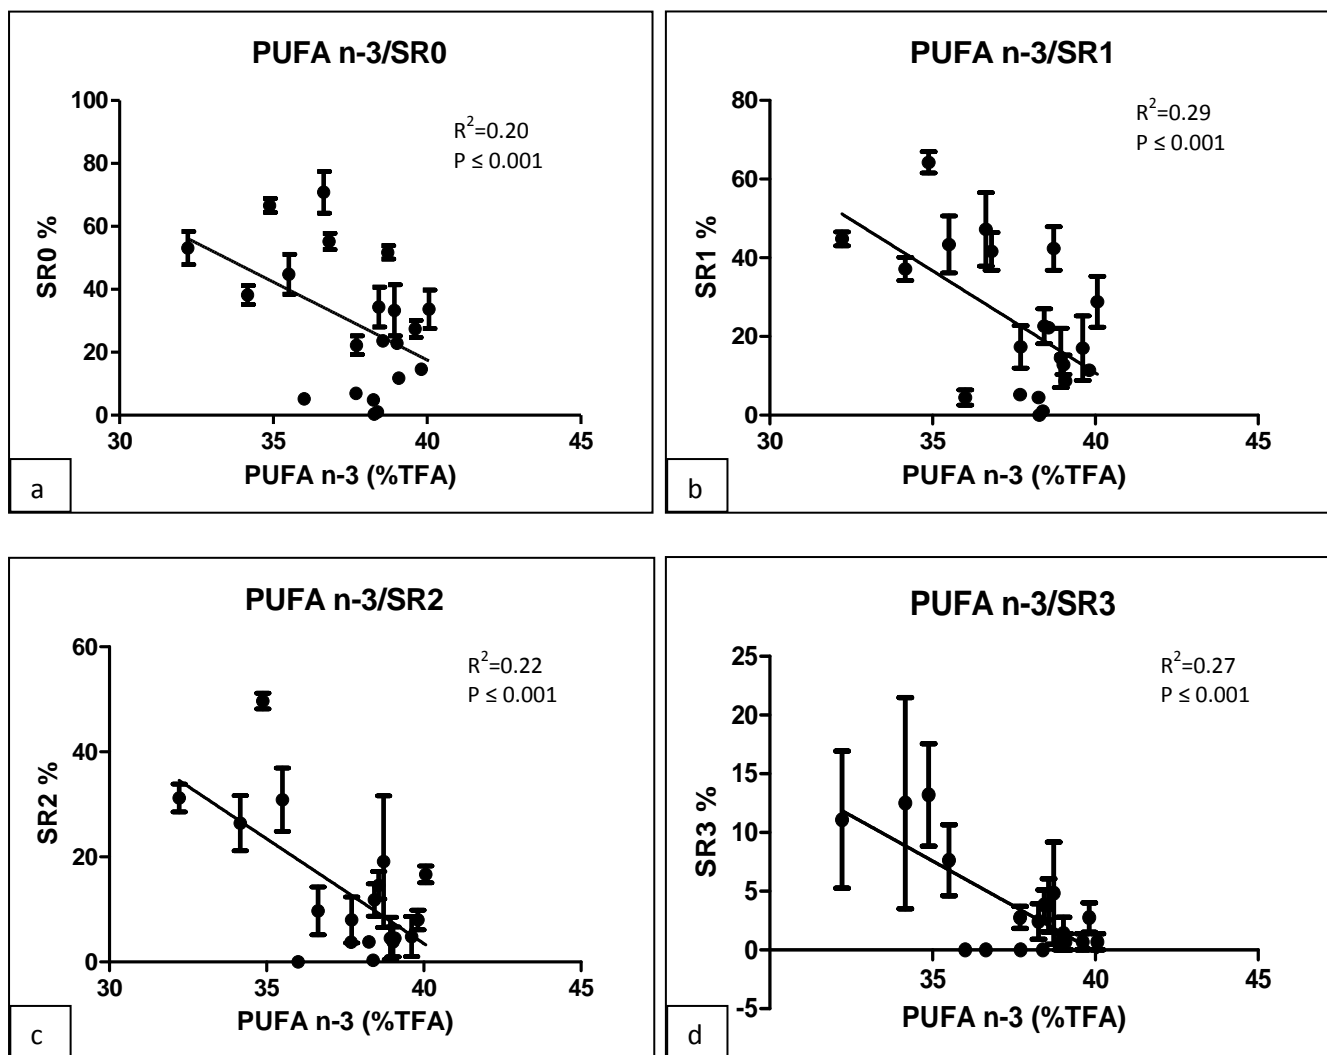 PUFA n-3/SR0
R²=0.20
P ≤ 0.001
SR0 %
100
80
60
40
20
0
30 35 40 45
PUFA n-3 (%TFA)
a
PUFA n-3/SR1
R²=0.29
P ≤ 0.001
SR1 %
80
60
40
20
0
30 35 40 45
PUFA n-3 (%TFA)
b
PUFA n-3/SR2
R²=0.22
P ≤ 0.001
SR2 %
60
40
20
0
30 35 40 45
PUFA n-3 (%TFA)
c
PUFA n-3/SR3
R²=0.27
P ≤ 0.001
SR3 %
25
20
15
10
5
0
-5
35 40 45
PUFA n-3 (%TFA)
d